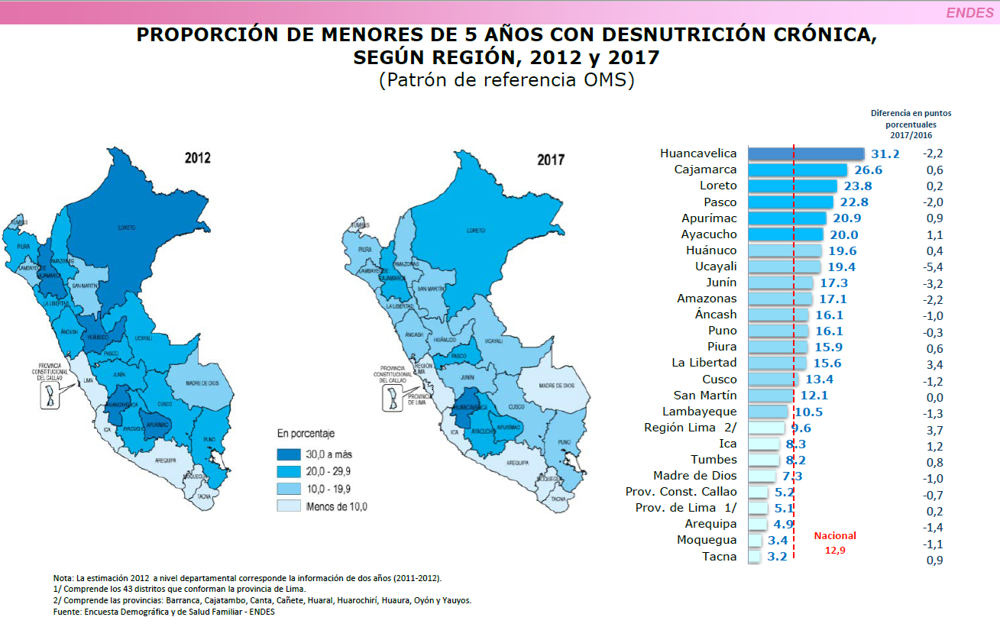 ENDES
PROPORCIÓN DE MENORES DE 5 AÑOS CON DESNUTRICIÓN CRÓNICA,
SEGÚN REGIÓN, 2012 y 2017
(Patrón de referencia OMS)
2012
LORETO
TUMBES
PIURA
AMAZONAS
LAMBAYEQUE
CAJAMARCA
SAN MARTÍN
LA LIBERTAD
ÁNCASH
HUÁNUCO
UCAYALI
PASCO
PROVINCIA
CONSTITUCIONAL
DEL CALLAO
LIMA
JUNÍN
MADRE DE DIOS
HUANCAVELICA
CUSCO
ICA
AYACUCHO
APURÍMAC
PUNO
AREQUIPA
MOQUEGUA
TACNA
En porcentaje
30,0 a más
20,0 - 29,9
10,0 - 19,9
Menos de 10,0
2017
LORETO
TUMBES
PIURA
AMAZONAS
LAMBAYEQUE
CAJAMARCA
SAN MARTÍN
LA LIBERTAD
ÁNCASH
HUÁNUCO
UCAYALI
PASCO
PROVINCIA
CONSTITUCIONAL
DEL CALLAO
REGIÓN
LIMA
PROVINCIA
DE LIMA
JUNÍN
MADRE DE DIOS
HUANCAVELICA
CUSCO
ICA
AYACUCHO
APURÍMAC
PUNO
AREQUIPA
MOQUEGUA
TACNA
Diferencia en puntos
porcentuales
2017/2016
Huancavelica 31.2 -2,2
Cajamarca 26.6 0,6
Loreto 23.8 0,2
Pasco 22.8 -2,0
Apurímac 20.9 0,9
Ayacucho 20.0 1,1
Huánuco 19.6 0,4
Ucayali 19.4 -5,4
Junín 17.3 -3,2
Amazonas 17.1 -2,2
Áncash 16.1 -1,0
Puno 16.1 -0,3
Piura 15.9 0,6
La Libertad 15.6 3,4
Cusco 13.4 -1,2
San Martín 12.1 0,0
Lambayeque 10.5 -1,3
Región Lima 2/ 9.6 3,7
Ica 8.3 1,2
Tumbes 8.2 0,8
Madre de Dios 7.3 -1,0
Prov. Const. Callao 5.2 -0,7
Prov. de Lima 1/ 5.1 0,2
Arequipa 4.9 -1,4
Moquegua 3.4 -1,1
Tacna 3.2 0,9
Nacional
12,9
Nota: La estimación 2012 a nivel departamental corresponde la información de dos años (2011-2012).
1/ Comprende los 43 distritos que conforman la provincia de Lima.
2/ Comprende las provincias: Barranca, Cajatambo, Canta, Cañete, Huaral, Huarochirí, Huaura, Oyón y Yauyos.
Fuente: Encuesta Demográfica y de Salud Familiar - ENDES